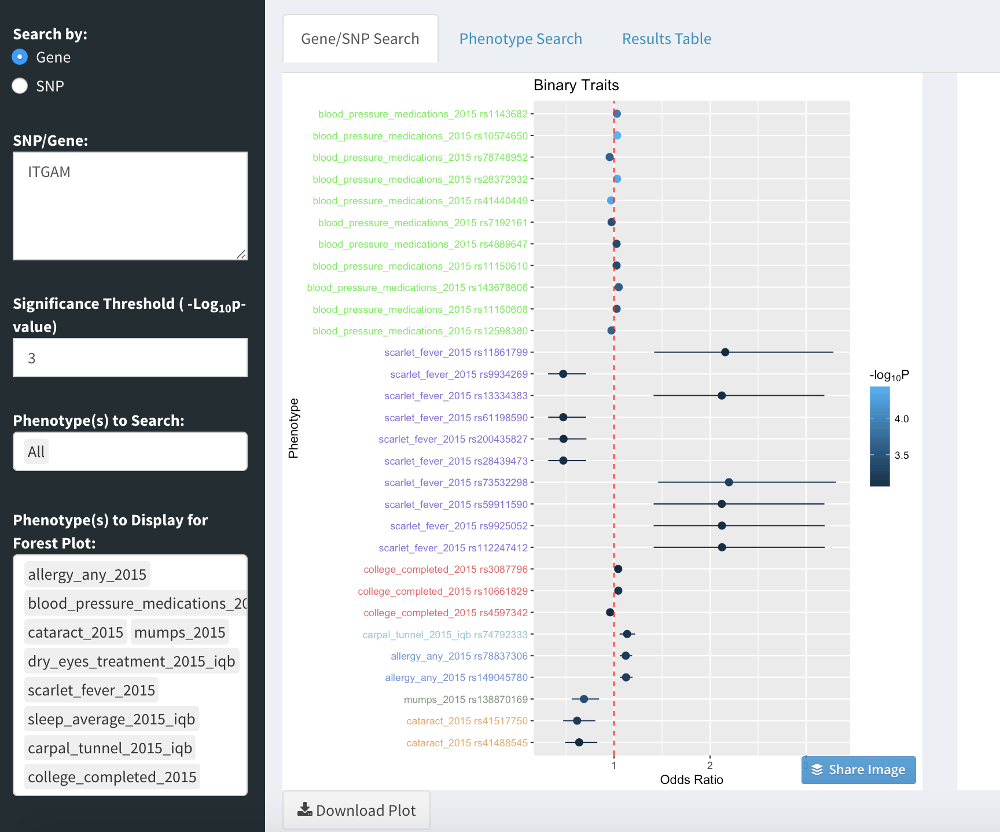 Search by:
Gene
SNP
SNP/Gene:
ITGAM
Significance Threshold ( -Log10p-
value)
3
Phenotype(s) to Search:
All
Phenotype(s) to Display for
Forest Plot:
allergy_any_2015
blood_pressure_medications_20
cataract_2015 mumps_2015
dry_eyes_treatment_2015_iqb
scarlet_fever_2015
sleep_average_2015_iqb
carpal_tunnel_2015_iqb
college_completed_2015
Gene/SNP Search Phenotype Search Results Table
Binary Traits
Phenotype
blood_pressure_medications_2015 rs1143682
blood_pressure_medications_2015 rs10574650
blood_pressure_medications_2015 rs78748952
blood_pressure_medications_2015 rs28372932
blood_pressure_medications_2015 rs41440449
blood_pressure_medications_2015 rs7192161
blood_pressure_medications_2015 rs4889647
blood_pressure_medications_2015 rs11150610
blood_pressure_medications_2015 rs143678606
blood_pressure_medications_2015 rs11150608
blood_pressure_medications_2015 rs12598380
scarlet_fever_2015 rs11861799
scarlet_fever_2015 rs9934269
scarlet_fever_2015 rs13334383
scarlet_fever_2015 rs61198590
scarlet_fever_2015 rs200435827
scarlet_fever_2015 rs28439473
scarlet_fever_2015 rs73532298
scarlet_fever_2015 rs59911590
scarlet_fever_2015 rs9925052
scarlet_fever_2015 rs112247412
college_completed_2015 rs3087796
college_completed_2015 rs10661829
college_completed_2015 rs4597342
carpal_tunnel_2015_iqb rs74792333
allergy_any_2015 rs78837306
allergy_any_2015 rs149045780
mumps_2015 rs138870169
cataract_2015 rs41517750
cataract_2015 rs41488545
1 2 3
Odds Ratio
-log10P
4.0
3.5
Share Image
Download Plot